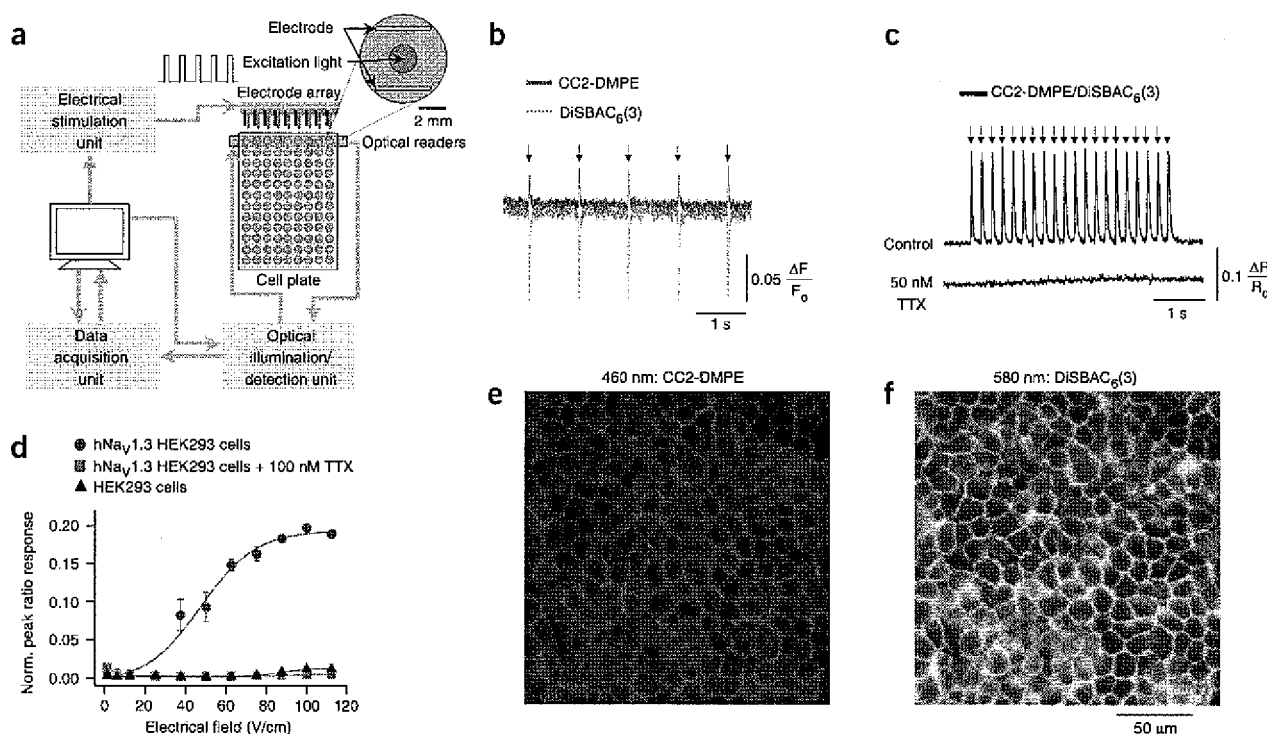 a
Electrode
Excitation light
Electrode array
2 mm
Electrical
stimulation
unit
Optical readers
Cell plate
Data
acquisition
unit
Optical
illumination/
detection unit
b
CC2-DMPE
DiSBAC6(3)
0.05 ΔF
Fo
1 s
c
CC2-DMPE/DiSBAC6(3)
Control
50 nM
TTX
0.1 ΔR
Ro
1 s
d
hNaV1.3 HEK293 cells
hNaV1.3 HEK293 cells + 100 nM TTX
HEK293 cells
Norm. peak ratio response
0.20
0.15
0.10
0.05
0.00
0 20 40 60 80 100 120
Electrical field (V/cm)
e
460 nm: CC2-DMPE
f
580 nm: DiSBAC6(3)
50 µm